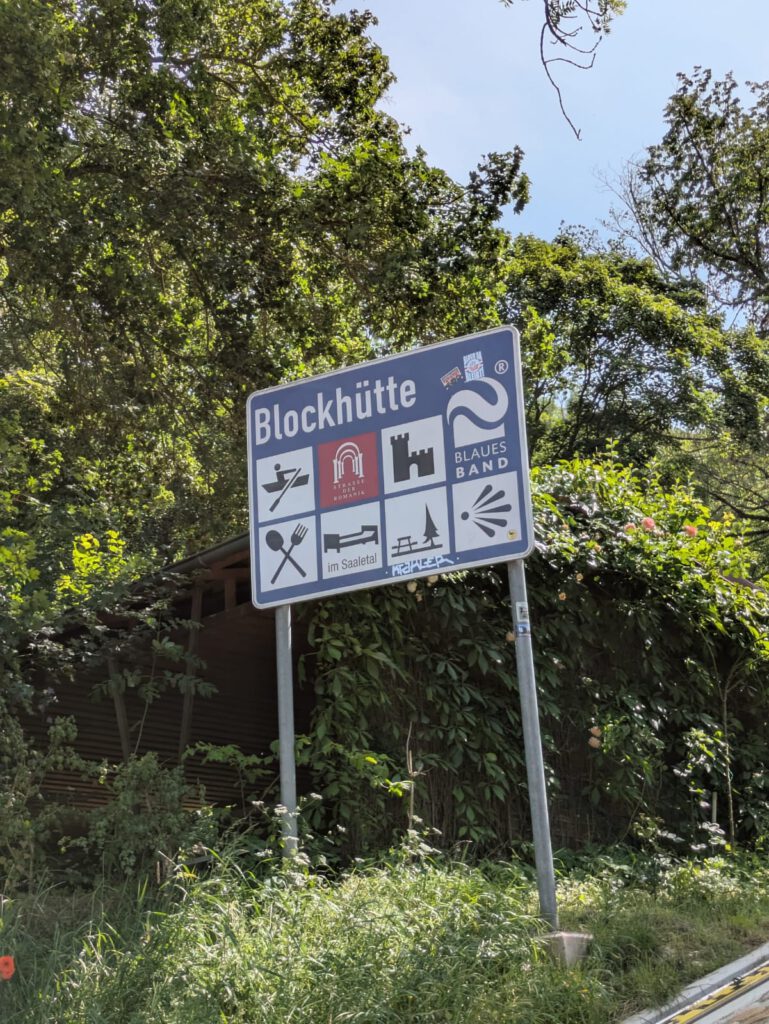 Blockhütte
®
BLAUES
BAND
STRASSE
DER
ROMANIK
im Saaletal